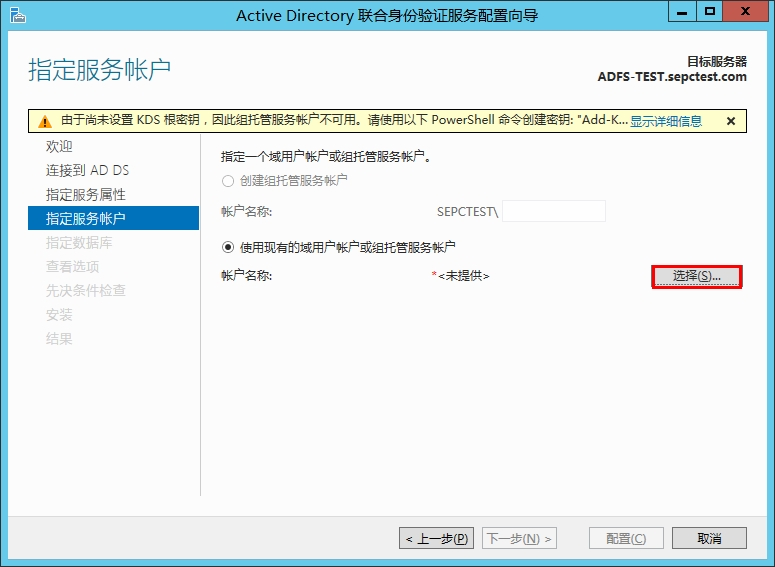 Active Directory 联合身份验证服务配置向导
指定服务帐户
目标服务器
ADFS-TEST.sepctest.com
由于尚未设置 KDS 根密钥，因此组托管服务帐户不可用。请使用以下 PowerShell 命令创建密钥: "Add-K... 显示详细信息
欢迎
连接到 AD DS
指定服务属性
指定服务帐户
指定数据库
查看选项
先决条件检查
安装
结果
指定一个域用户帐户或组托管服务帐户。
创建组托管服务帐户
帐户名称: SEPCTEST\
使用现有的域用户帐户或组托管服务帐户
帐户名称: *<未提供> 选择(S)...
< 上一步(P) 下一步(N) > 配置(C) 取消